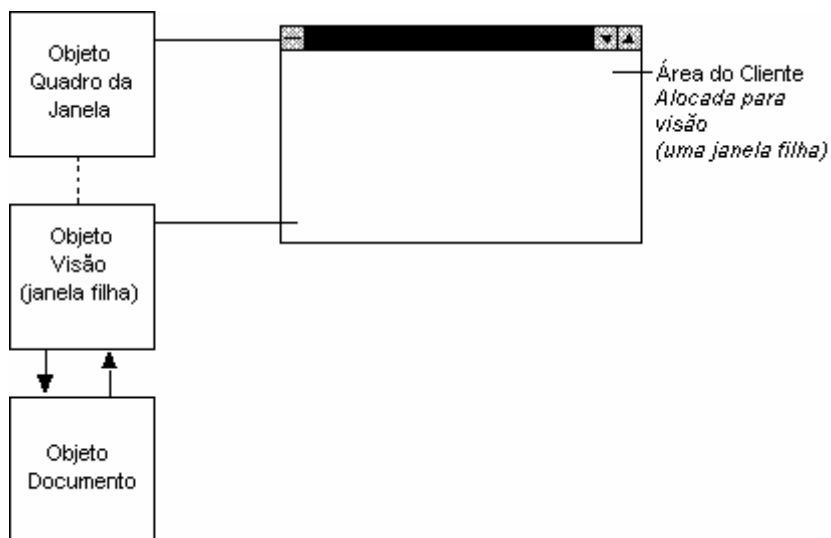 Objeto
Quadro da
Janela
Área do Cliente
Alocada para
visão
(uma janela filha)
Objeto
Visão
(janela filha)
Objeto
Documento